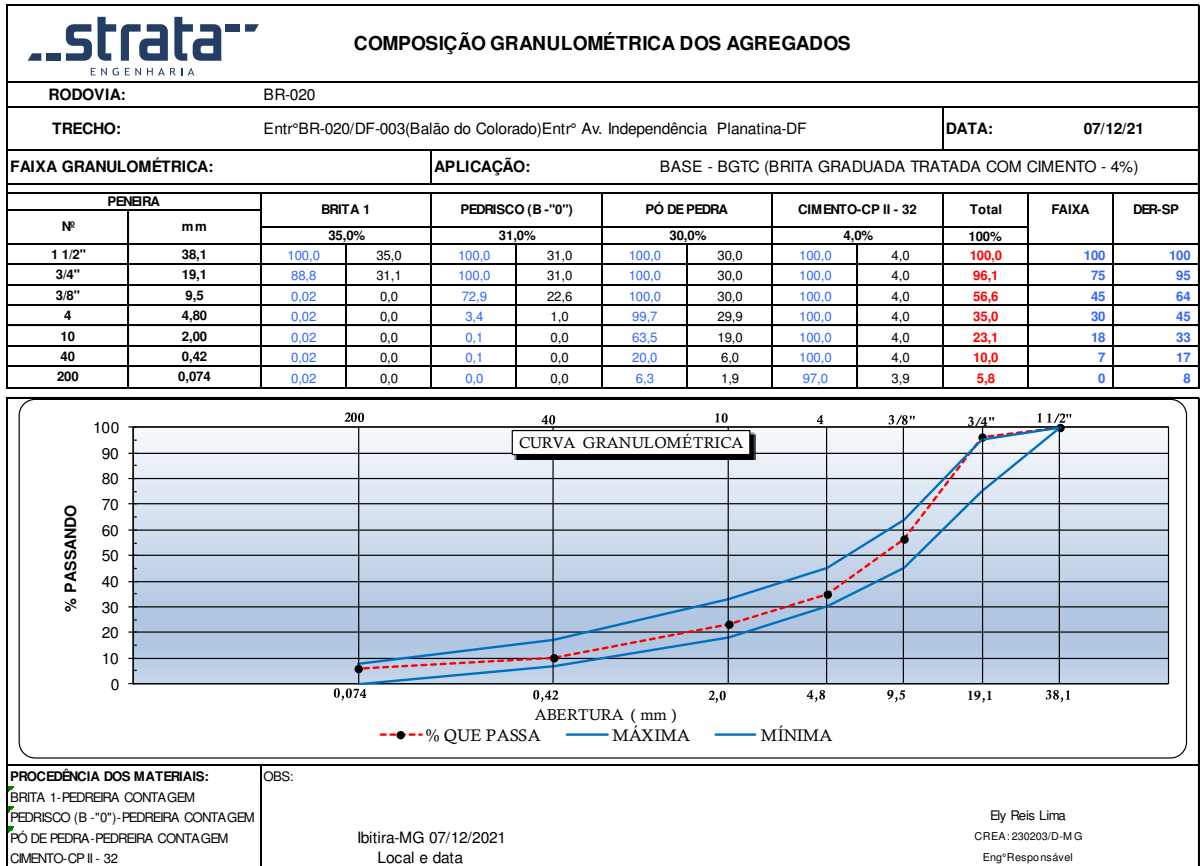 strata
ENGENHARIA
COMPOSIÇÃO GRANULOMÉTRICA DOS AGREGADOS
RODOVIA: BR-020
TRECHO: Entr°BR-020/DF-003(Balão do Colorado)Entr° Av. Independência Planatina-DF DATA: 07/12/21
FAIXA GRANULOMÉTRICA: APLICAÇÃO: BASE - BGTC (BRITA GRADUADA TRATADA COM CIMENTO - 4%)
PENEIRA BRITA 1 PEDRISCO (B -"0") PÓ DE PEDRA CIMENTO-CP II - 32 Total FAIXA DER-SP
Nº mm 35,0% 31,0% 30,0% 4,0% 100%
1 1/2" 38,1 100,0 35,0 100,0 31,0 100,0 30,0 100,0 4,0 100,0 100 100
3/4" 19,1 88,8 31,1 100,0 31,0 100,0 30,0 100,0 4,0 96,1 75 95
3/8" 9,5 0,02 0,0 72,9 22,6 100,0 30,0 100,0 4,0 56,6 45 64
4 4,80 0,02 0,0 3,4 1,0 99,7 29,9 100,0 4,0 35,0 30 45
10 2,00 0,02 0,0 0,1 0,0 63,5 19,0 100,0 4,0 23,1 18 33
40 0,42 0,02 0,0 0,1 0,0 20,0 6,0 100,0 4,0 10,0 7 17
200 0,074 0,02 0,0 0,0 0,0 6,3 1,9 97,0 3,9 5,8 0 8
200 40 10 4 3/8" 3/4" 1 1/2"
CURVA GRANULOMÉTRICA
% PASSANDO
100
90
80
70
60
50
40
30
20
10
0
0,074 0,42 2,0 4,8 9,5 19,1 38,1
ABERTURA ( mm )
% QUE PASSA MÁXIMA MÍNIMA
PROCEDÊNCIA DOS MATERIAIS: OBS:
BRITA 1-PEDREIRA CONTAGEM
PEDRISCO (B -"0")-PEDREIRA CONTAGEM
PÓ DE PEDRA-PEDREIRA CONTAGEM
CIMENTO-CP II - 32
Ibitira-MG 07/12/2021
Local e data
Ely Reis Lima
CREA: 230203/D-MG
Eng°Responsável